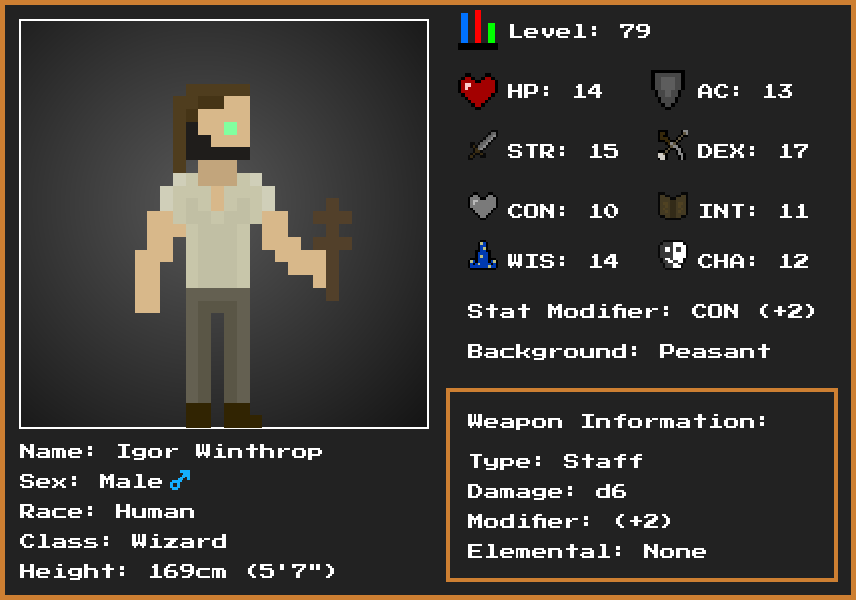 Level: 79
HP: 14
AC: 13
STR: 15
DEX: 17
CON: 10
INT: 11
WIS: 14
CHA: 12
Stat Modifier: CON (+2)
Background: Peasant
Weapon Information:
Type: Staff
Damage: d6
Modifier: (+2)
Elemental: None
Name: Igor Winthrop
Sex: Male♂
Race: Human
Class: Wizard
Height: 169cm (5'7")